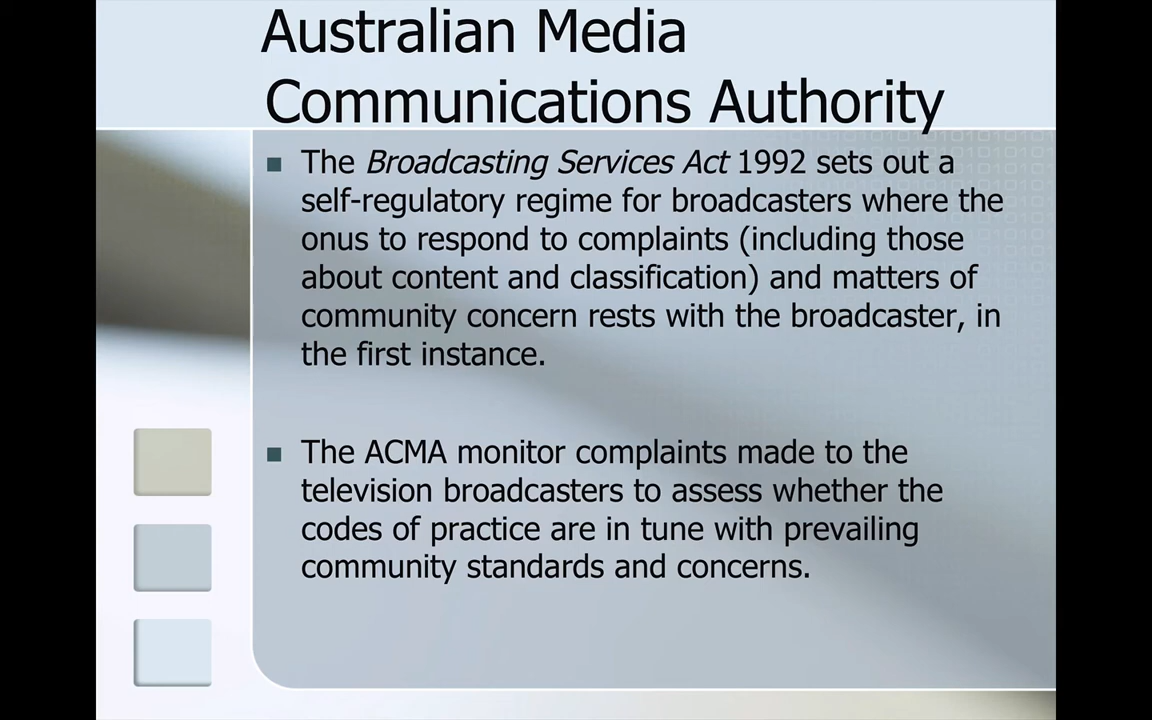 Australian Media
Communications Authority
The Broadcasting Services Act 1992 sets out a
self-regulatory regime for broadcasters where the
onus to respond to complaints (including those
about content and classification) and matters of
community concern rests with the broadcaster, in
the first instance.
The ACMA monitor complaints made to the
television broadcasters to assess whether the
codes of practice are in tune with prevailing
community standards and concerns.